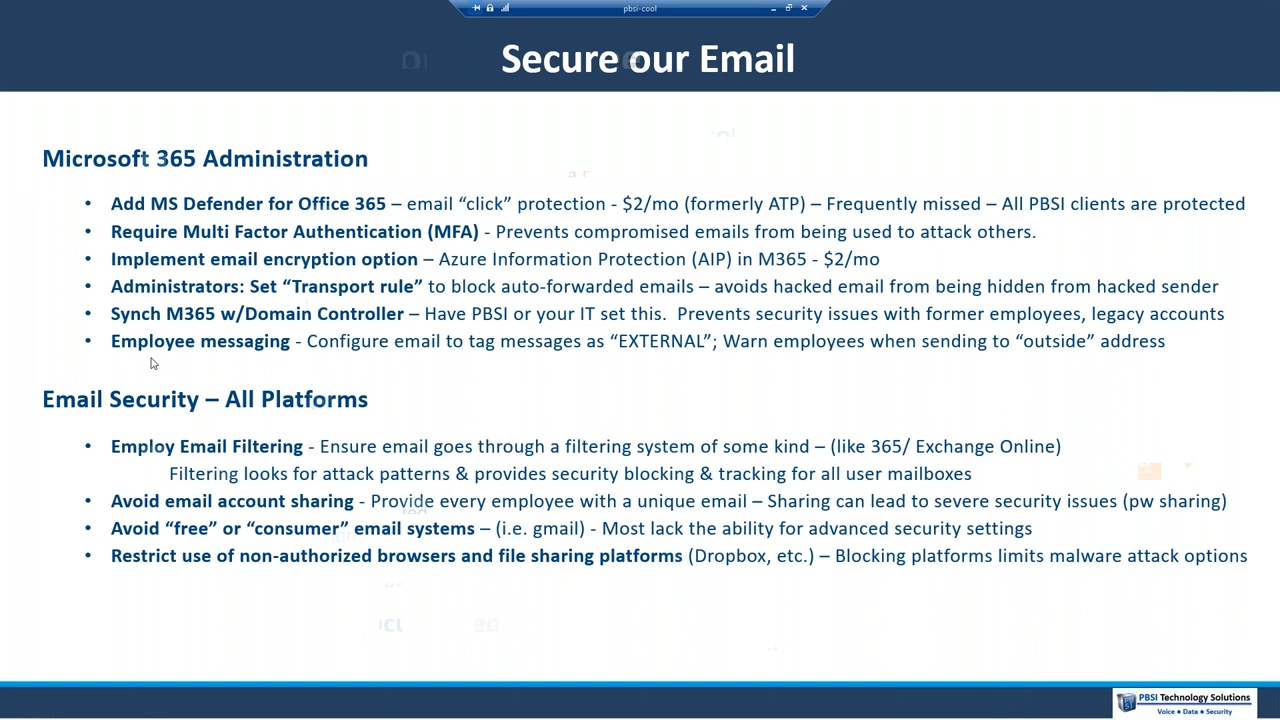 pbsi-cool
Secure our Email
Microsoft 365 Administration
• Add MS Defender for Office 365 – email “click” protection - $2/mo (formerly ATP) – Frequently missed – All PBSI clients are protected
• Require Multi Factor Authentication (MFA) - Prevents compromised emails from being used to attack others.
• Implement email encryption option – Azure Information Protection (AIP) in M365 - $2/mo
• Administrators: Set “Transport rule” to block auto-forwarded emails – avoids hacked email from being hidden from hacked sender
• Synch M365 w/Domain Controller – Have PBSI or your IT set this.  Prevents security issues with former employees, legacy accounts
• Employee messaging - Configure email to tag messages as “EXTERNAL”; Warn employees when sending to “outside” address
Email Security – All Platforms
• Employ Email Filtering - Ensure email goes through a filtering system of some kind – (like 365/ Exchange Online)
Filtering looks for attack patterns & provides security blocking & tracking for all user mailboxes
• Avoid email account sharing - Provide every employee with a unique email – Sharing can lead to severe security issues (pw sharing)
• Avoid “free” or “consumer” email systems – (i.e. gmail) - Most lack the ability for advanced security settings
• Restrict use of non-authorized browsers and file sharing platforms (Dropbox, etc.) – Blocking platforms limits malware attack options
PBSI Technology Solutions
Voice • Data • Security